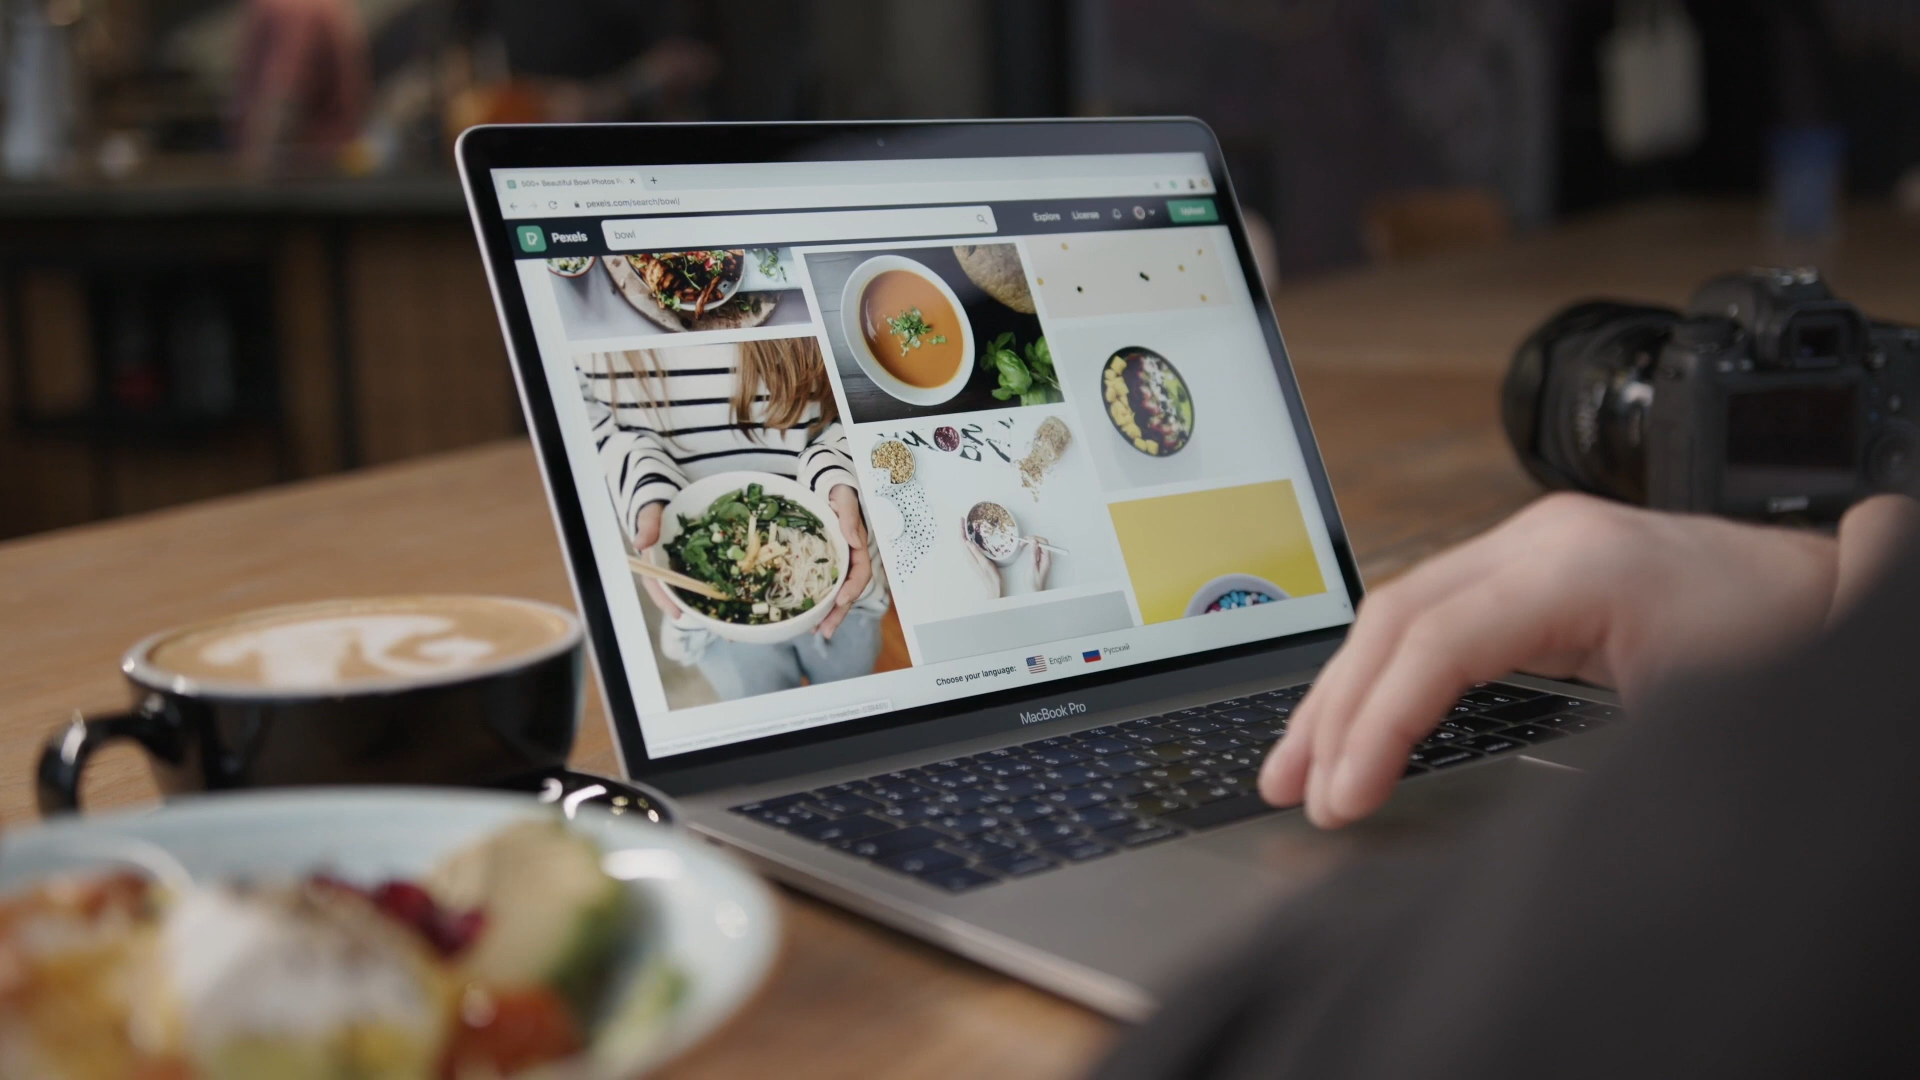 500+ Beautiful Bowl Photos
pexels.com/search/bowl/
Pexels
bowl
Explore
License
Upload
Choose your language:
English
Русский
MacBook Pro